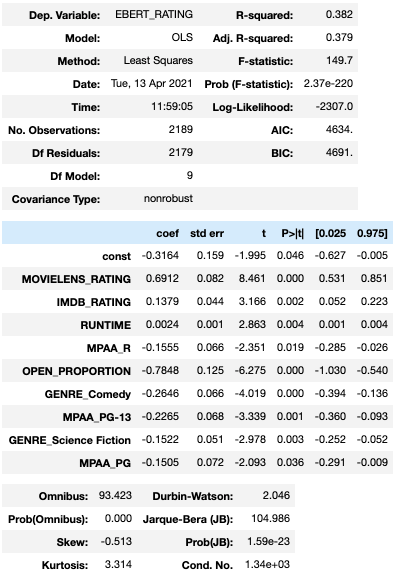 Dep. Variable: EBERT_RATING R-squared: 0.382
Model: OLS Adj. R-squared: 0.379
Method: Least Squares F-statistic: 149.7
Date: Tue, 13 Apr 2021 Prob (F-statistic): 2.37e-220
Time: 11:59:05 Log-Likelihood: -2307.0
No. Observations: 2189 AIC: 4634.
Df Residuals: 2179 BIC: 4691.
Df Model: 9
Covariance Type: nonrobust
coef std err t P>|t| [0.025 0.975]
const -0.3164 0.159 -1.995 0.046 -0.627 -0.005
MOVIELENS_RATING 0.6912 0.082 8.461 0.000 0.531 0.851
IMDB_RATING 0.1379 0.044 3.166 0.002 0.052 0.223
RUNTIME 0.0024 0.001 2.863 0.004 0.001 0.004
MPAA_R -0.1555 0.066 -2.351 0.019 -0.285 -0.026
OPEN_PROPORTION -0.7848 0.125 -6.275 0.000 -1.030 -0.540
GENRE_Comedy -0.2646 0.066 -4.019 0.000 -0.394 -0.136
MPAA_PG-13 -0.2265 0.068 -3.339 0.001 -0.360 -0.093
GENRE_Science Fiction -0.1522 0.051 -2.978 0.003 -0.252 -0.052
MPAA_PG -0.1505 0.072 -2.093 0.036 -0.291 -0.009
Omnibus: 93.423 Durbin-Watson: 2.046
Prob(Omnibus): 0.000 Jarque-Bera (JB): 104.986
Skew: -0.513 Prob(JB): 1.59e-23
Kurtosis: 3.314 Cond. No. 1.34e+03